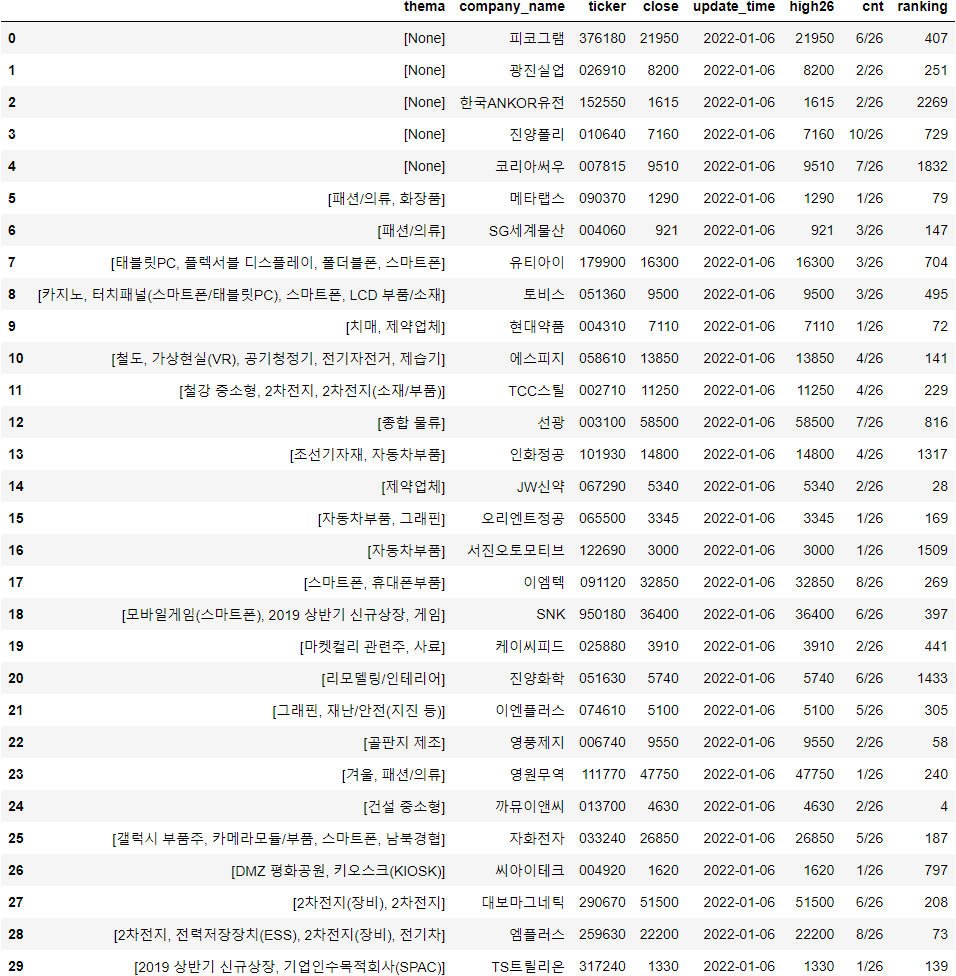 thema company_name ticker close update_time high26 cnt ranking
0 [None] 피코그램 376180 21950 2022-01-06 21950 6/26 407
1 [None] 광진실업 026910 8200 2022-01-06 8200 2/26 251
2 [None] 한국ANKOR유전 152550 1615 2022-01-06 1615 2/26 2269
3 [None] 진양폴리 010640 7160 2022-01-06 7160 10/26 729
4 [None] 코리아써우 007815 9510 2022-01-06 9510 7/26 1832
5 [패션/의류, 화장품] 메타랩스 090370 1290 2022-01-06 1290 1/26 79
6 [패션/의류] SG세계물산 004060 921 2022-01-06 921 3/26 147
7 [태블릿PC, 플렉서블 디스플레이, 폴더블폰, 스마트폰] 유티아이 179900 16300 2022-01-06 16300 3/26 704
8 [카지노, 터치패널(스마트폰/태블릿PC), 스마트폰, LCD 부품/소재] 토비스 051360 9500 2022-01-06 9500 3/26 495
9 [치매, 제약업체] 현대약품 004310 7110 2022-01-06 7110 1/26 72
10 [철도, 가상현실(VR), 공기청정기, 전기자전거, 제습기] 에스피지 058610 13850 2022-01-06 13850 4/26 141
11 [철강 중소형, 2차전지, 2차전지(소재/부품)] TCC스틸 002710 11250 2022-01-06 11250 4/26 229
12 [종합 물류] 선광 003100 58500 2022-01-06 58500 7/26 816
13 [조선기자재, 자동차부품] 인화정공 101930 14800 2022-01-06 14800 4/26 1317
14 [제약업체] JW신약 067290 5340 2022-01-06 5340 2/26 28
15 [자동차부품, 그래핀] 오리엔트정공 065500 3345 2022-01-06 3345 1/26 169
16 [자동차부품] 서진오토모티브 122690 3000 2022-01-06 3000 1/26 1509
17 [스마트폰, 휴대폰부품] 이엠텍 091120 32850 2022-01-06 32850 8/26 269
18 [모바일게임(스마트폰), 2019 상반기 신규상장, 게임] SNK 950180 36400 2022-01-06 36400 6/26 397
19 [마켓컬리 관련주, 사료] 케이씨피드 025880 3910 2022-01-06 3910 2/26 441
20 [리모델링/인테리어] 진양화학 051630 5740 2022-01-06 5740 6/26 1433
21 [그래핀, 재난/안전(지진 등)] 이엔플러스 074610 5100 2022-01-06 5100 5/26 305
22 [골판지 제조] 영풍제지 006740 9550 2022-01-06 9550 2/26 58
23 [겨울, 패션/의류] 영원무역 111770 47750 2022-01-06 47750 1/26 240
24 [건설 중소형] 까뮤이앤씨 013700 4630 2022-01-06 4630 2/26 4
25 [갤럭시 부품주, 카메라모듈/부품, 스마트폰, 남북경협] 자화전자 033240 26850 2022-01-06 26850 5/26 187
26 [DMZ 평화공원, 키오스크(KIOSK)] 씨아이테크 004920 1620 2022-01-06 1620 1/26 797
27 [2차전지(장비), 2차전지] 대보마그네틱 290670 51500 2022-01-06 51500 6/26 208
28 [2차전지, 전력저장장치(ESS), 2차전지(장비), 전기차] 엠플러스 259630 22200 2022-01-06 22200 8/26 73
29 [2019 상반기 신규상장, 기업인수목적회사(SPAC)] TS트릴리온 317240 1330 2022-01-06 1330 1/26 139